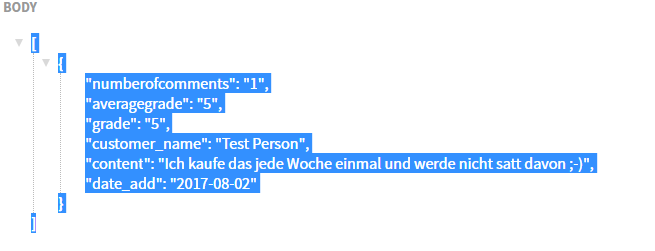 BODY
[
{
"numberofcomments": "1",
"averagegrade": "5",
"grade": "5",
"customer_name": "Test Person",
"content": "Ich kaufe das jede Woche einmal und werde nicht satt davon ;-)",
"date_add": "2017-08-02"
}
]